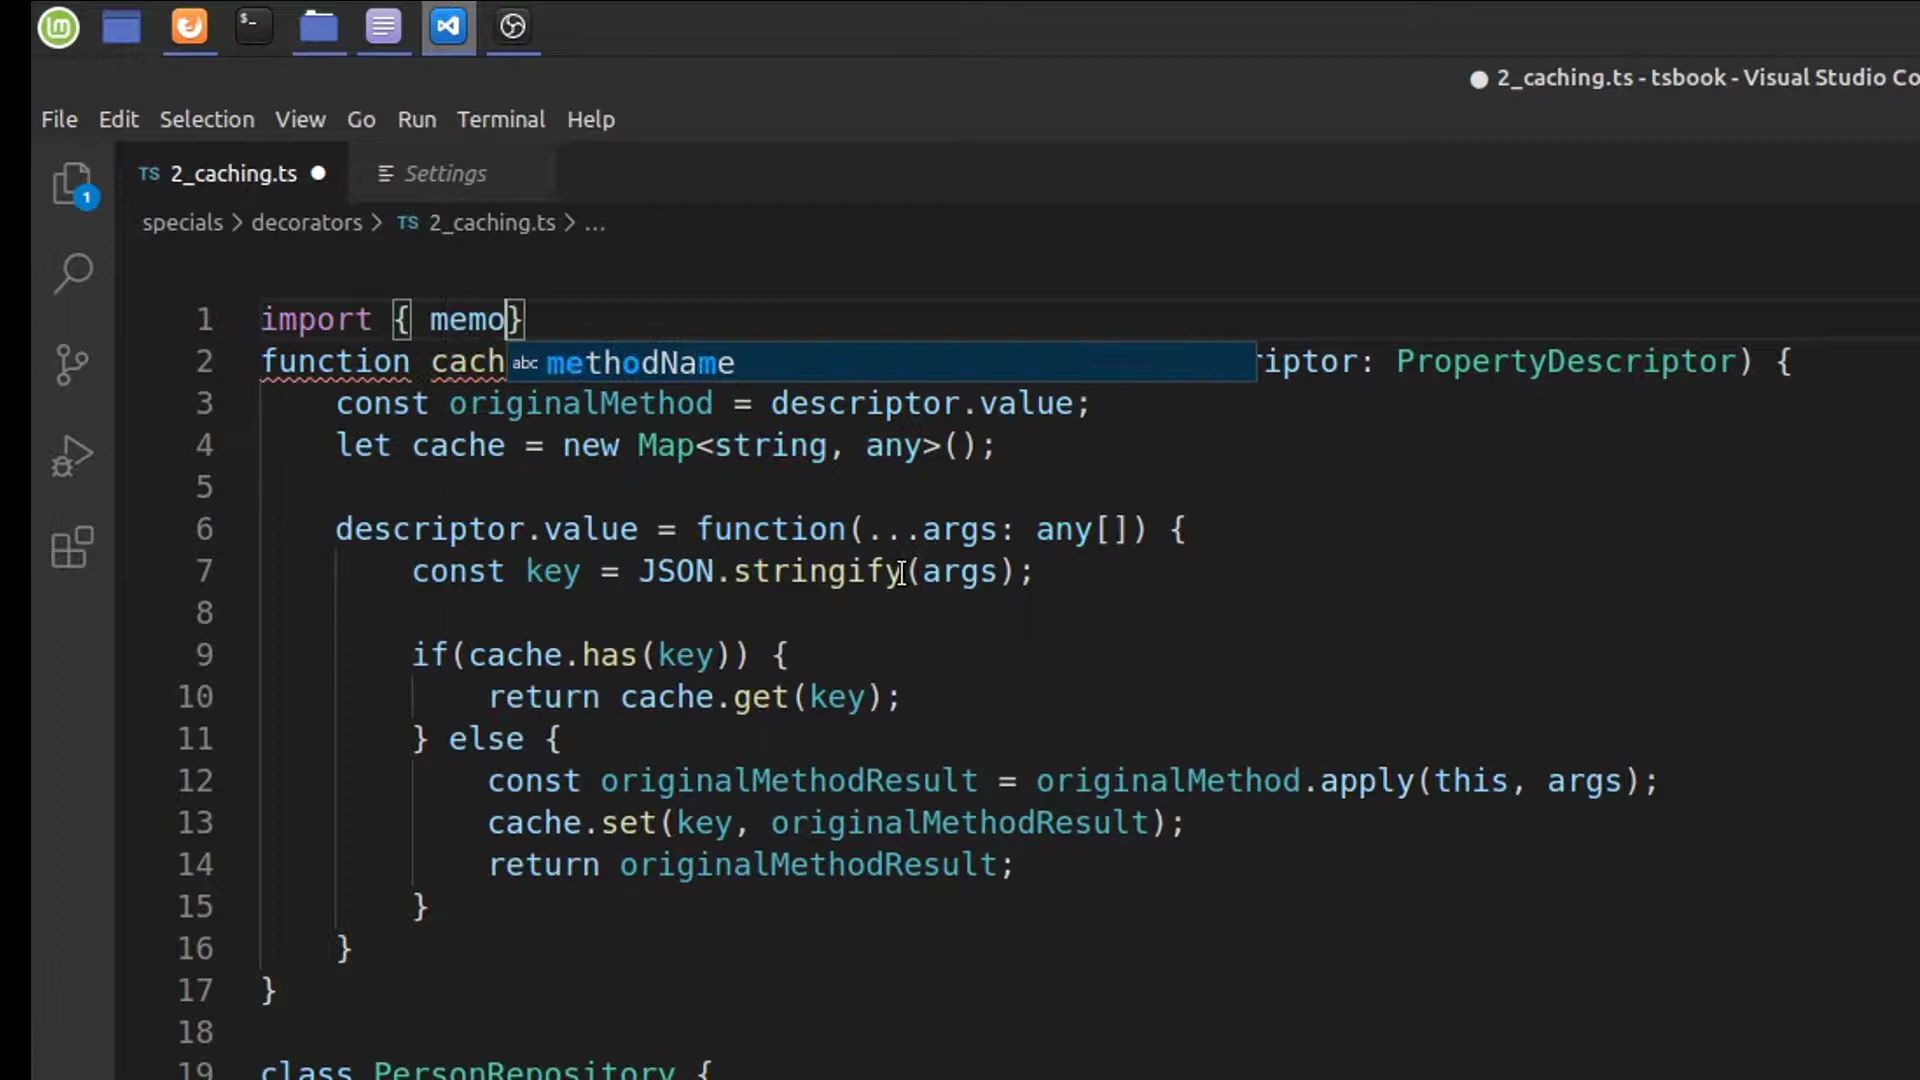 2_caching.ts - tsbook - Visual Studio Co
File Edit Selection View Go Run Terminal Help
TS 2_caching.ts Settings
1
specials > decorators > TS 2_caching.ts > ...
1 import { memo}
2 function cach abc methodName riptor: PropertyDescriptor) {
3 const originalMethod = descriptor.value;
4 let cache = new Map<string, any>();
5
6 descriptor.value = function(...args: any[]) {
7 const key = JSON.stringify(args);
8
9 if(cache.has(key)) {
10 return cache.get(key);
11 } else {
12 const originalMethodResult = originalMethod.apply(this, args);
13 cache.set(key, originalMethodResult);
14 return originalMethodResult;
15 }
16 }
17 }
18
19 class PersonRepository {